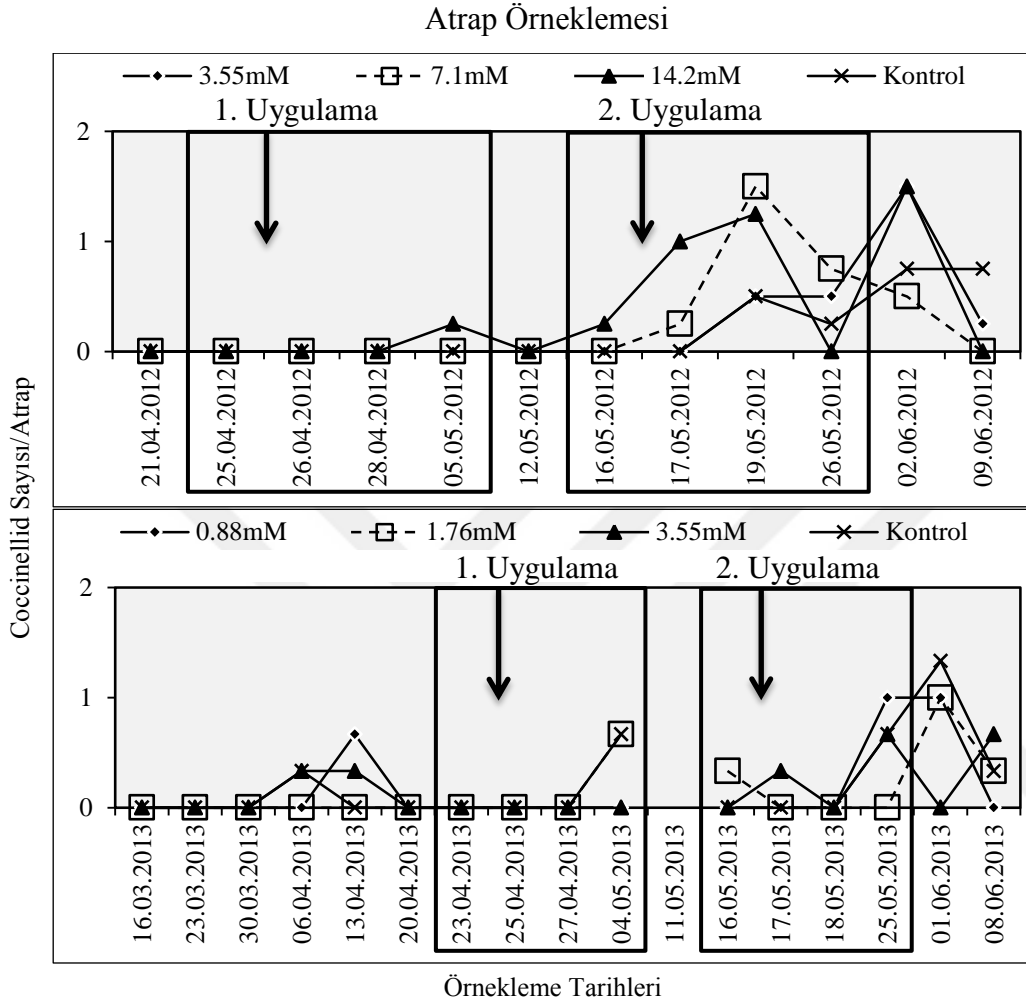 Atrap Örneklemesi
3.55mM 7.1mM 14.2mM Kontrol
1. Uygulama 2. Uygulama
2
1
0
21.04.2012 25.04.2012 26.04.2012 28.04.2012 05.05.2012 12.05.2012 16.05.2012 17.05.2012 19.05.2012 26.05.2012 02.06.2012 09.06.2012
Coccinellid Sayısı/Atrap
0.88mM 1.76mM 3.55mM Kontrol
1. Uygulama 2. Uygulama
2
1
0
16.03.2013 23.03.2013 30.03.2013 06.04.2013 13.04.2013 20.04.2013 23.04.2013 25.04.2013 27.04.2013 04.05.2013 11.05.2013 16.05.2013 17.05.2013 18.05.2013 25.05.2013 01.06.2013 08.06.2013
Örnekleme Tarihleri